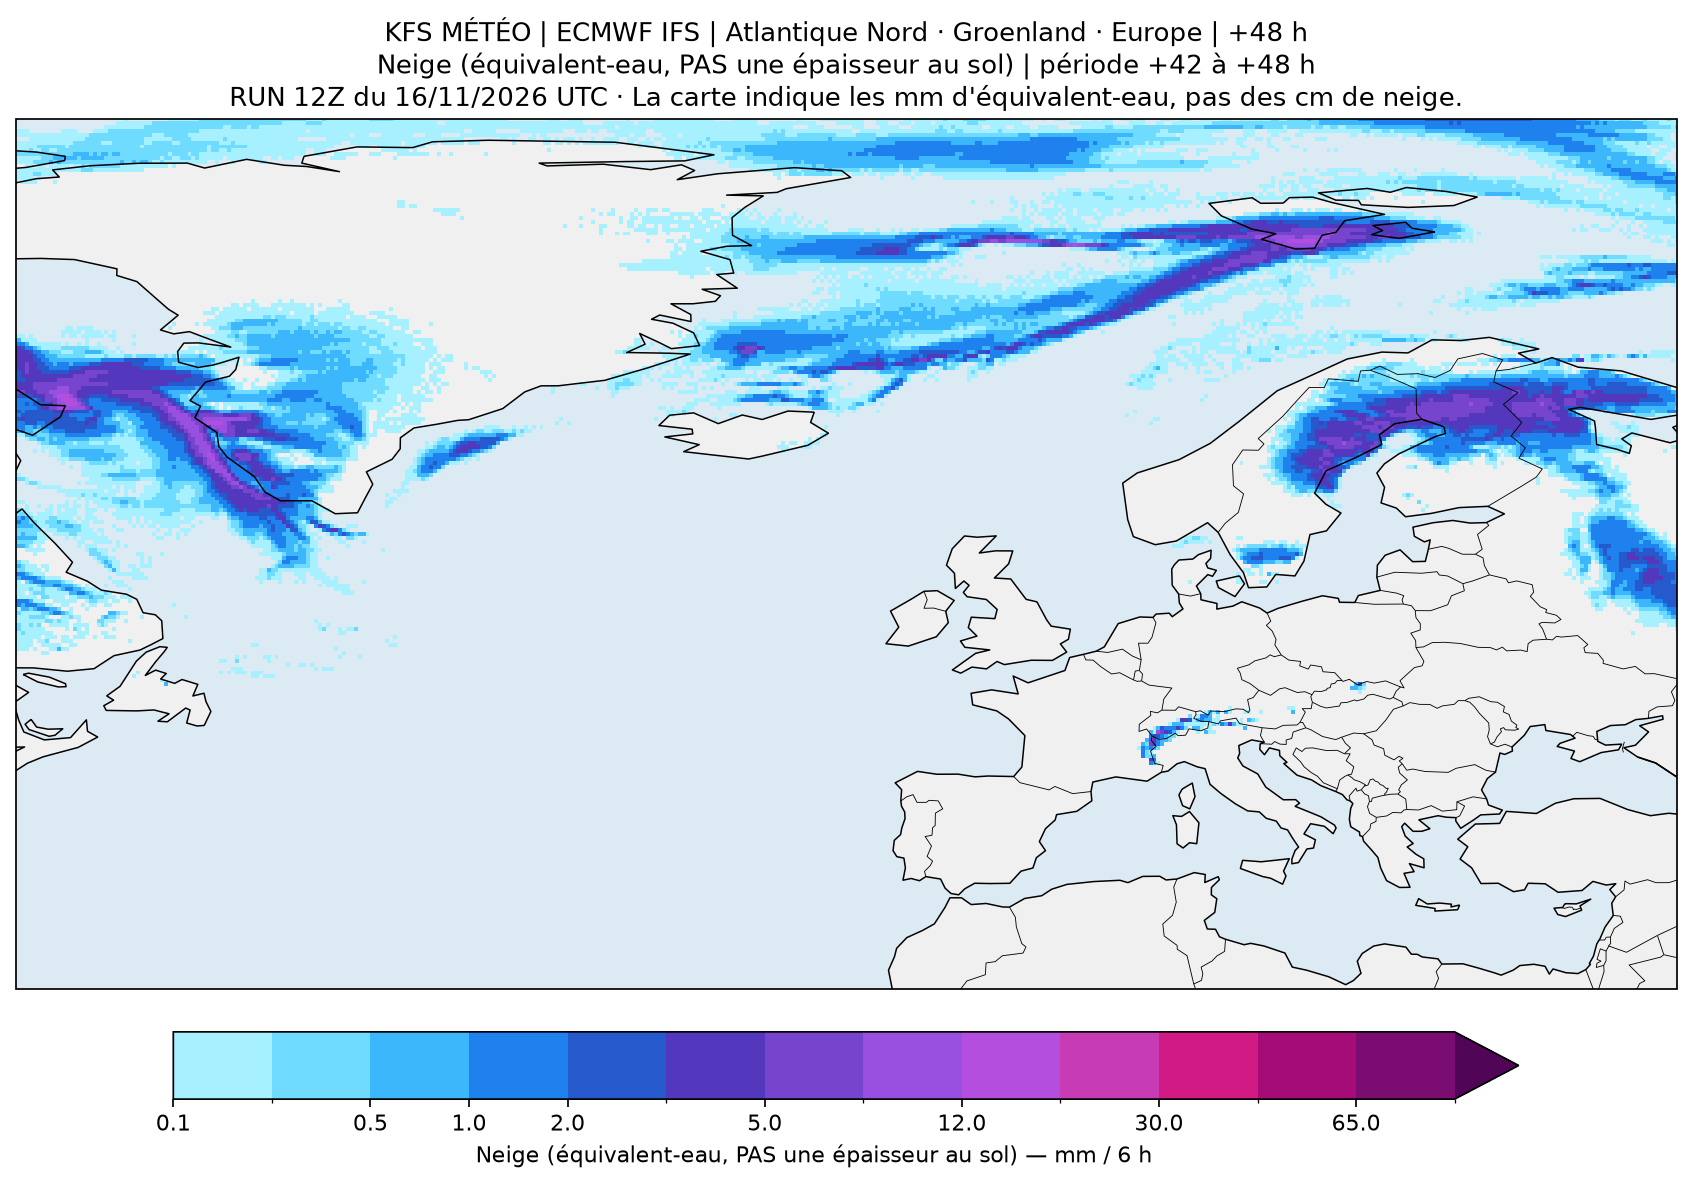 KFS MÉTÉO | ECMWF IFS | Atlantique Nord · Groenland · Europe | +48 h
Neige (équivalent-eau, PAS une épaisseur au sol) | période +42 à +48 h
RUN 12Z du 16/11/2026 UTC · La carte indique les mm d'équivalent-eau, pas des cm de neige.
0.1 0.5 1.0 2.0 5.0 12.0 30.0 65.0
Neige (équivalent-eau, PAS une épaisseur au sol) — mm / 6 h